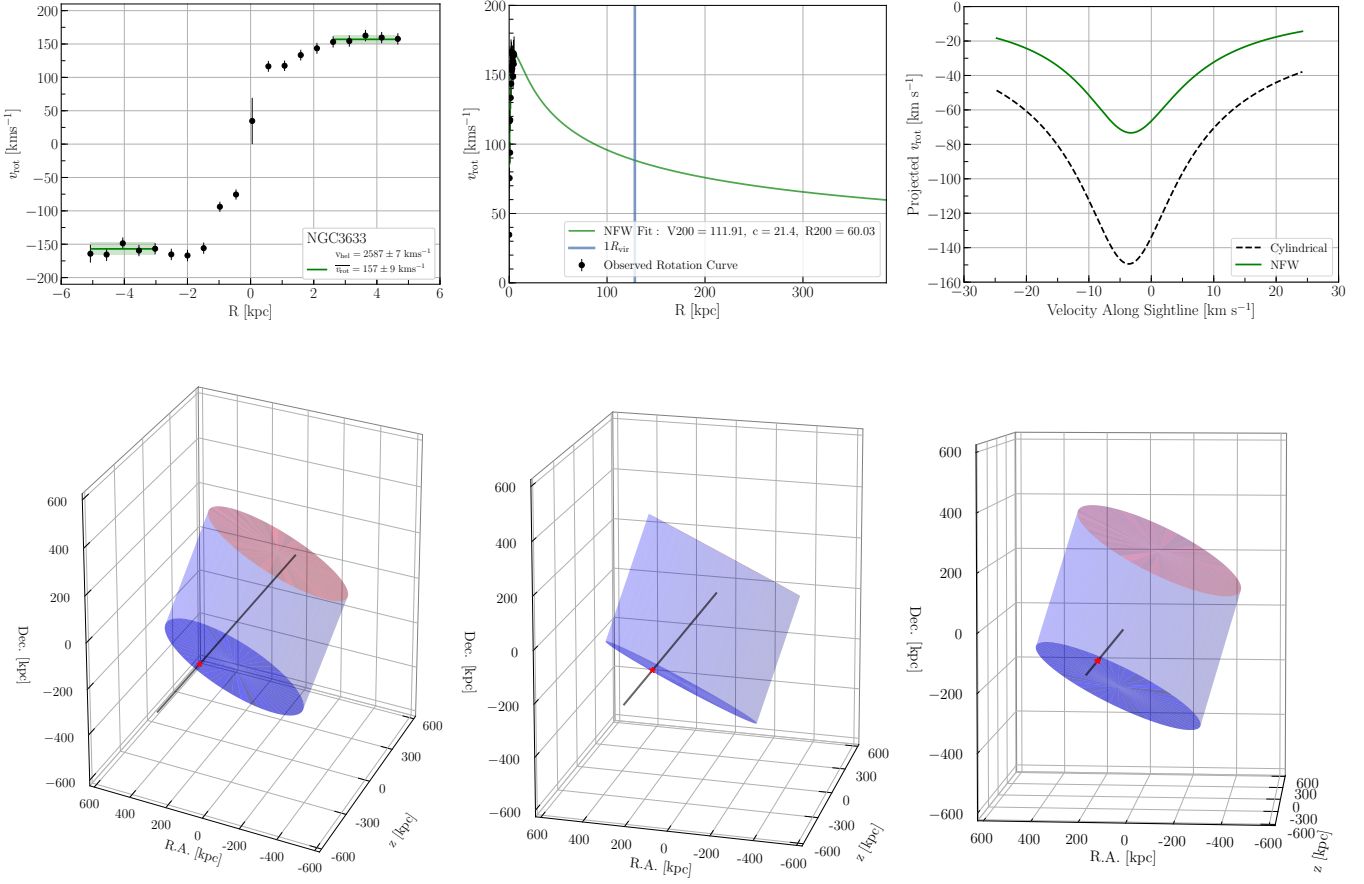 200
150
100
50
0
−50
−100
−150
−200
v_rot [kms⁻¹]
−6 −4 −2 0 2 4 6
R [kpc]
NGC3633
v_hel = 2587 ± 7 kms⁻¹
v̅_rot = 157 ± 9 kms⁻¹
200
150
100
50
0
v_rot [kms⁻¹]
0 100 200 300
R [kpc]
NFW Fit : V200 = 111.91, c = 21.4, R200 = 60.03
1R_vir
Observed Rotation Curve
0
−20
−40
−60
−80
−100
−120
−140
−160
Projected v_rot [km s⁻¹]
−30 −20 −10 0 10 20 30
Velocity Along Sightline [km s⁻¹]
Cylindrical
NFW
600
400
200
0
−200
−400
−600
Dec. [kpc]
600 400 200 0 -200 -400 -600
R.A. [kpc]
600
300
0
-300
-600
z [kpc]
600
400
200
0
−200
−400
−600
Dec. [kpc]
600 400 200 0 -200 -400 -600
R.A. [kpc]
600
300
0
-300
-600
z [kpc]
600
400
200
0
−200
−400
−600
Dec. [kpc]
600 400 200 0 -200 -400 -600
R.A. [kpc]
600
300
0
-300
-600
z [kpc]